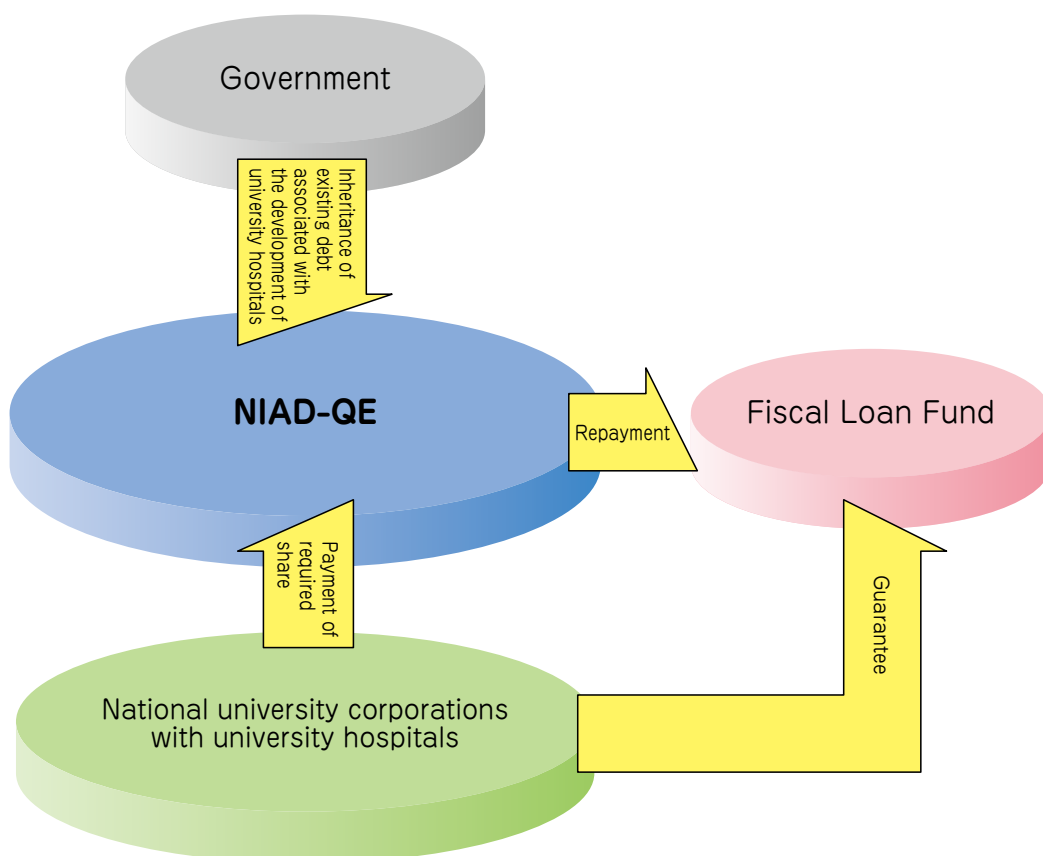 Government
Inheritance of
existing debt
associated with
the development of
university hospitals
NIAD-QE
Repayment
Fiscal Loan Fund
Payment of
required
share
Guarantee
National university corporations
with university hospitals